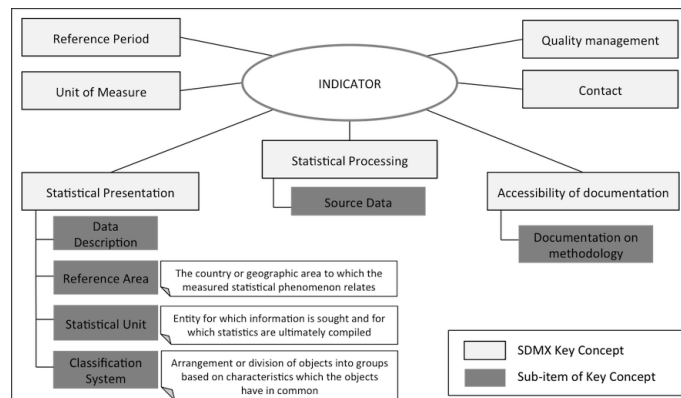 Reference Period
Quality management
INDICATOR
Unit of Measure
Contact
Statistical Processing
Source Data
Statistical Presentation
Data
Description
Reference Area
The country or geographic area to which the
measured statistical phenomenon relates
Statistical Unit
Entity for which information is sought and for
which statistics are ultimately compiled
Classification
System
Arrangement or division of objects into groups
based on characteristics which the objects
have in common
Accessibility of documentation
Documentation on
methodology
SDMX Key Concept
Sub-item of Key Concept